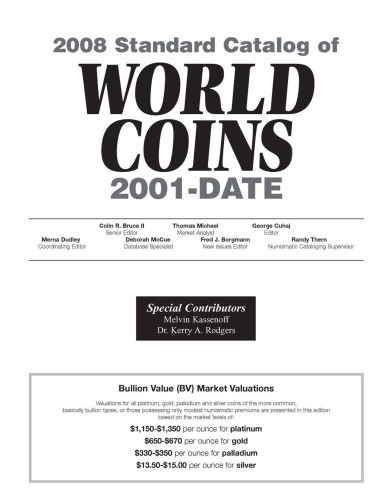 2008 Standard Catalog of
WORLD
COINS
2001-DATE
Colin R. Bruce II Thomas Michael George Cuhaj
Senior Editor Market Analyst Editor
Merna Dudley Deborah McCue Fred J. Borgmann Randy Thern
Coordinating Editor Database Specialist New Issues Editor Numismatic Cataloging Supervisor
Special Contributors
Melvin Kassenoff
Dr. Kerry A. Rodgers
Bullion Value (BV) Market Valuations
Valuations for all platinum, gold, palladium and silver coins of the more common,
basically bullion types, or those possessing only modest numismatic premiums are presented in this edition
based on the market levels of:
$1,150-$1,350 per ounce for platinum
$650-$670 per ounce for gold
$330-$350 per ounce for palladium
$13.50-$15.00 per ounce for silver